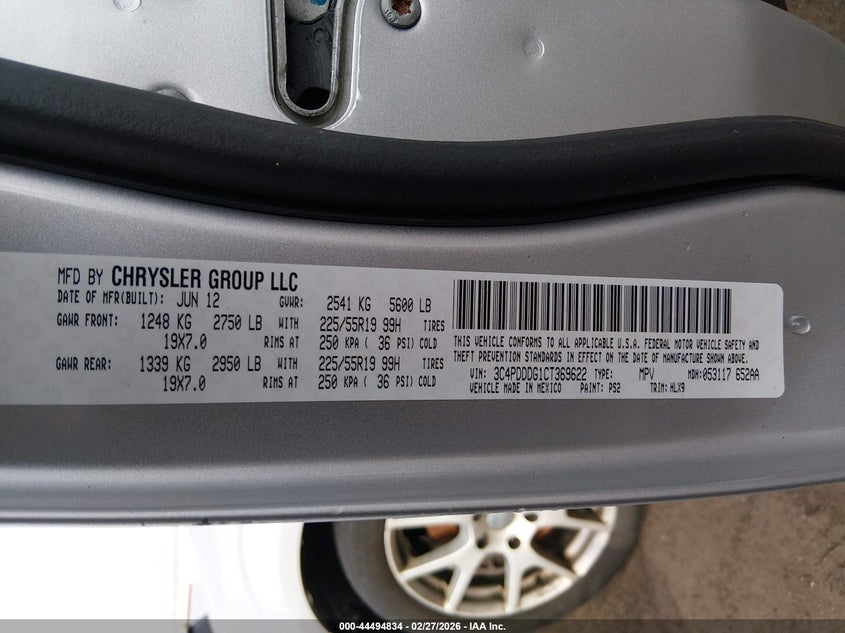 MFD BY CHRYSLER GROUP LLC
DATE OF MFR(BUILT): JUN 12 GVWR: 2541 KG 5600 LB
GAWR FRONT: 1248 KG 2750 LB WITH 225/55R19 99H TIRES
19X7.0 RIMS AT 250 KPA ( 36 PSI) COLD
GAWR REAR: 1339 KG 2950 LB WITH 225/55R19 99H TIRES
19X7.0 RIMS AT 250 KPA ( 36 PSI) COLD
THIS VEHICLE CONFORMS TO ALL APPLICABLE U.S.A. FEDERAL MOTOR VEHICLE SAFETY AND
THEFT PREVENTION STANDARDS IN EFFECT ON THE DATE OF MANUFACTURE SHOWN ABOVE.
VIN: 3C4PDDDG1CT369622 TYPE: MPV MDH: 053117 652AA
VEHICLE MADE IN MEXICO PAINT: PS2 TRIM: HLX9
000-44494834 - 02/27/2026 - IAA Inc.